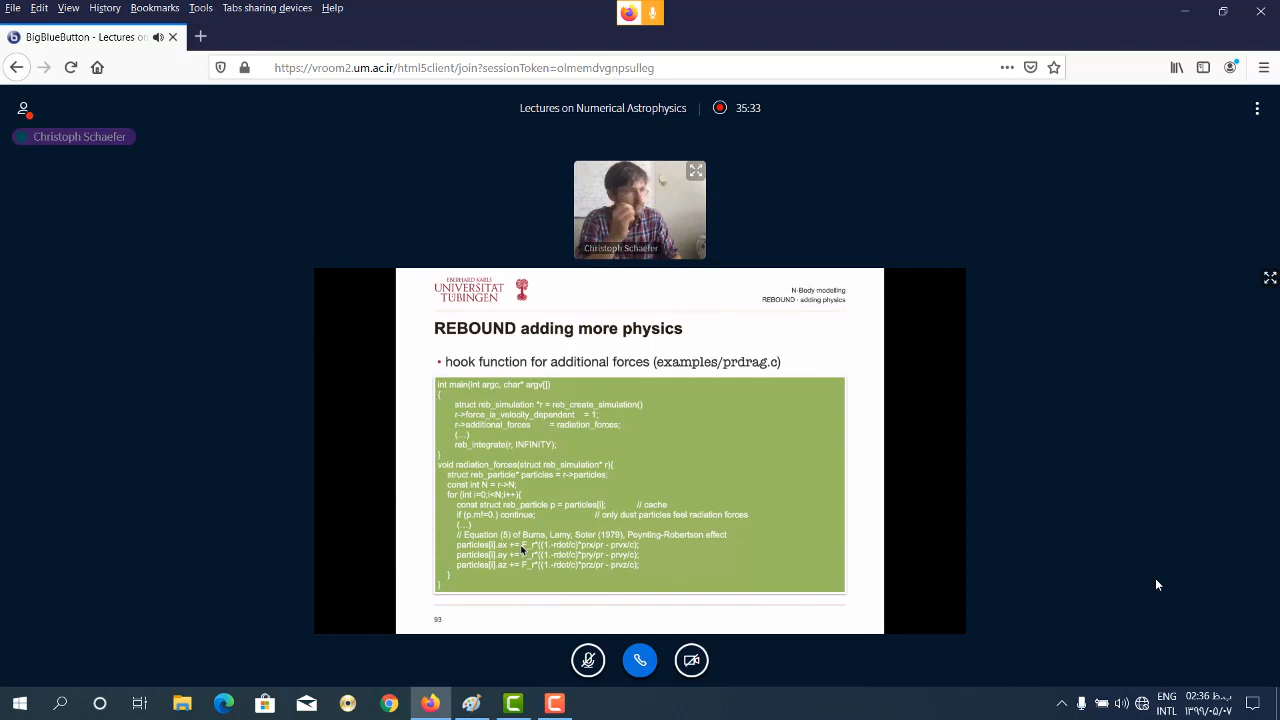 File Edit View History Bookmarks Tools Tab sharing devices Help
BigBlueButton - Lectures o
https://vroom2.um.ac.ir/html5client/join?sessionToken=olmemdvgnpsulleg
Lectures on Numerical Astrophysics 35:33
Christoph Schaefer
Christoph Schaefer
EBERHARD KARLS
UNIVERSITÄT
TÜBINGEN
N-Body modelling
REBOUND · adding physics
REBOUND adding more physics
• hook function for additional forces (examples/prdrag.c)
int main(int argc, char* argv[])
{
struct reb_simulation *r = reb_create_simulation()
r->force_is_velocity_dependent = 1;
r->additional_forces = radiation_forces;
(...)
reb_integrate(r, INFINITY);
}
void radiation_forces(struct reb_simulation* r){
struct reb_particle* particles = r->particles;
const int N = r->N;
for (int i=0;i<N;i++){
const struct reb_particle p = particles[i]; // cache
if (p.m!=0.) continue; // only dust particles feel radiation forces
(...)
// Equation (5) of Burns, Lamy, Soter (1979), Poynting-Robertson effect
particles[i].ax += F_r*((1.-rdot/c)*prx/pr - prvx/c);
particles[i].ay += F_r*((1.-rdot/c)*pry/pr - prvy/c);
particles[i].az += F_r*((1.-rdot/c)*prz/pr - prvz/c);
}
}
93
ENG 02:36
INTL ۱۳۹۹/۰۵/۰۷